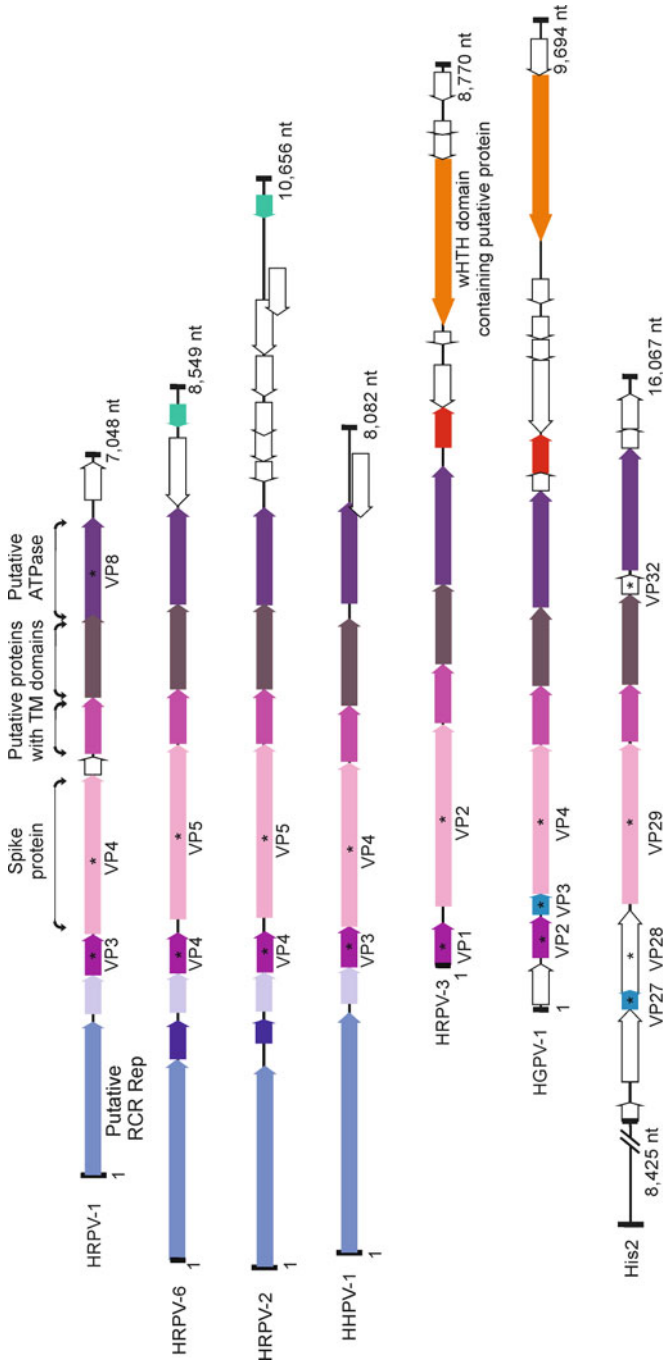 Spike
protein
Putative proteins
with TM domains
Putative
ATPase
HRPV-1
1
Putative
RCR Rep
VP3
*
VP4
*
VP8
*
7,048 nt
HRPV-6
1
VP4
*
VP5
*
8,549 nt
HRPV-2
1
VP4
*
VP5
*
10,656 nt
HHPV-1
1
VP3
*
VP4
*
8,082 nt
HRPV-3
1
VP1
*
VP2
*
wHTH domain
containing putative protein
8,770 nt
HGPV-1
1
VP2
*
VP3
*
VP4
*
9,694 nt
His2
8,425 nt
VP27
*
VP28
*
VP29
*
VP32
*
16,067 nt